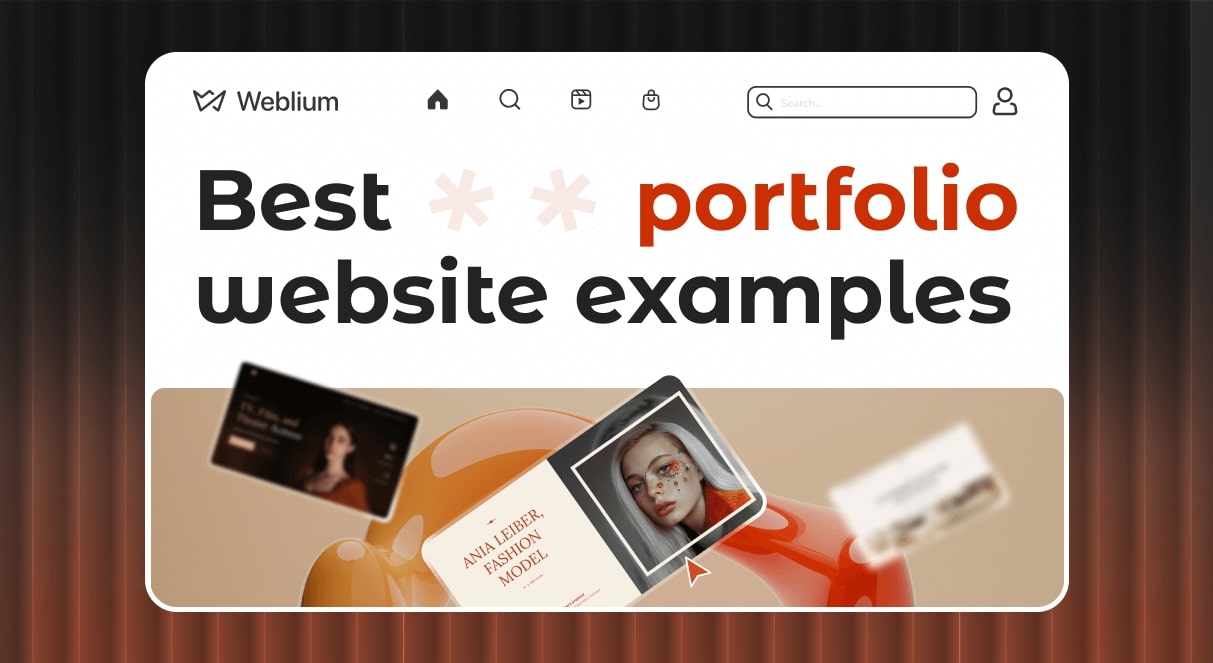 Weblium
Search...
Best ** portfolio
website examples
TV, Film, and
Theater Actress
ANIA LEIBER,
FASHION
MODEL